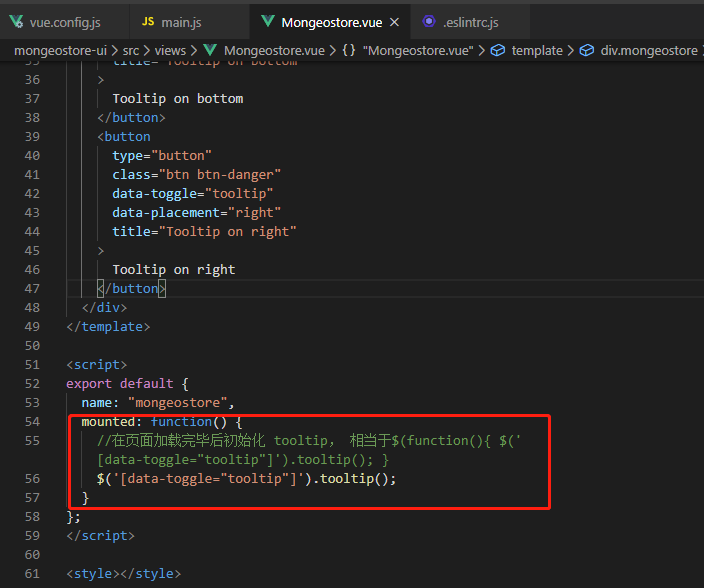 vue.config.js JS main.js Mongeostore.vue × .eslintrc.js
mongeostore-ui > src > views > Mongeostore.vue > {} "Mongeostore.vue" > template > div.mongeostore
35 title="Tooltip on bottom"
36 >
37 Tooltip on bottom
38 </button>
39 <button
40 type="button"
41 class="btn btn-danger"
42 data-toggle="tooltip"
43 data-placement="right"
44 title="Tooltip on right"
45 >
46 Tooltip on right
47 </button>
48 </div>
49 </template>
50
51 <script>
52 export default {
53 name: "mongeostore",
54 mounted: function() {
55 //在页面加载完毕后初始化 tooltip， 相当于$(function(){ $('
[data-toggle="tooltip"]').tooltip(); }
56 $('[data-toggle="tooltip"]').tooltip();
57 }
58 };
59 </script>
60
61 <style></style>